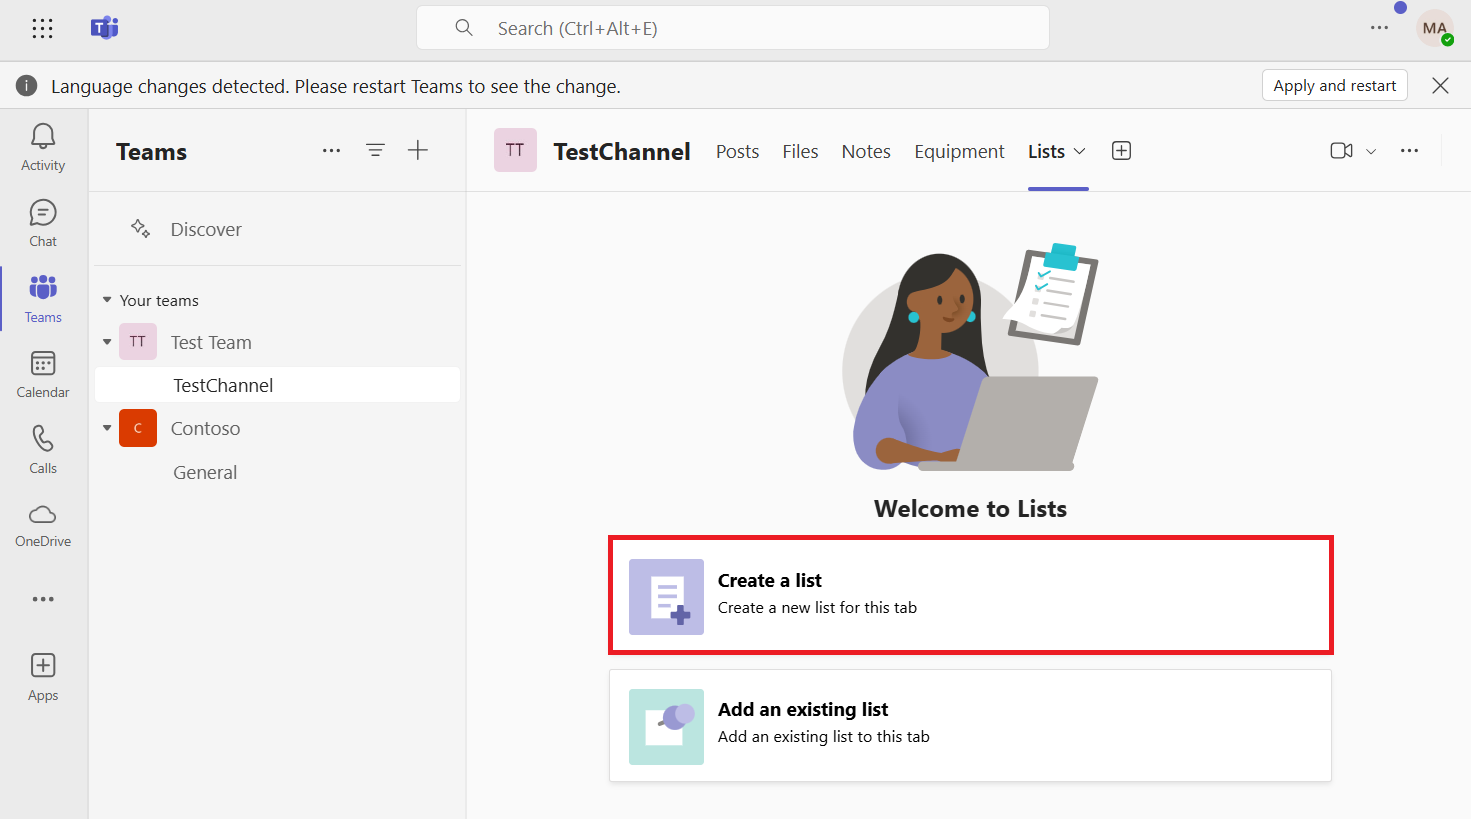 Search (Ctrl+Alt+E)
MA
Language changes detected. Please restart Teams to see the change.
Apply and restart
Activity
Chat
Teams
Calendar
Calls
OneDrive
Apps
Teams
Discover
Your teams
TT Test Team
TestChannel
C Contoso
General
TT TestChannel Posts Files Notes Equipment Lists
Welcome to Lists
Create a list
Create a new list for this tab
Add an existing list
Add an existing list to this tab